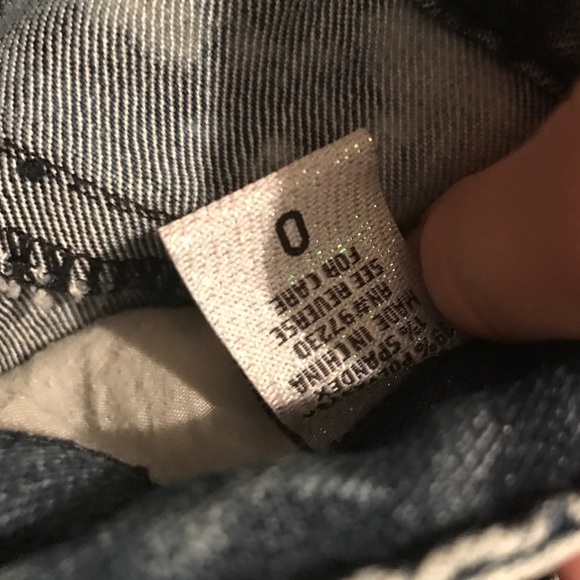 1% SPANDEX
MADE IN CHINA
RN#97230
SEE REVERSE
FOR CARE
0